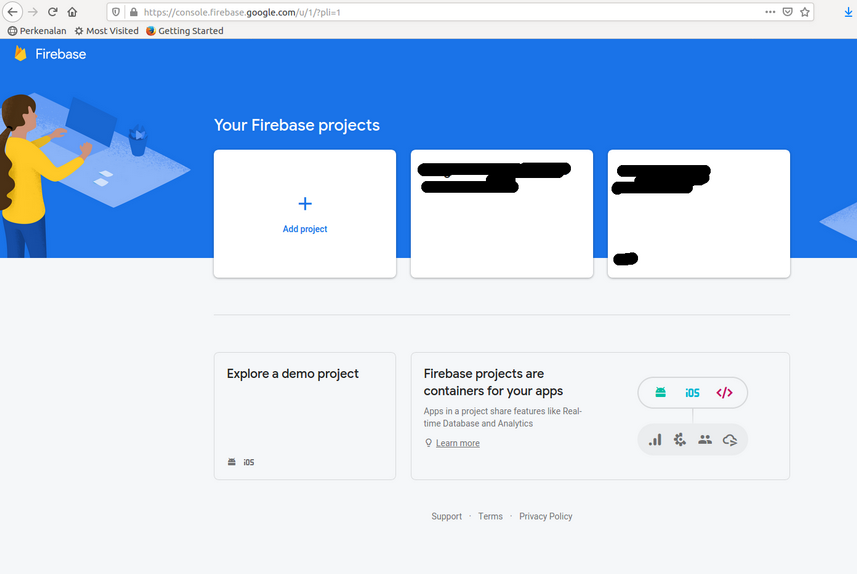 https://console.firebase.google.com/u/1/?pli=1
Perkenalan Most Visited Getting Started
Firebase
Your Firebase projects
Add project
Explore a demo project
iOS
Firebase projects are
containers for your apps
Apps in a project share features like Real-
time Database and Analytics
Learn more
iOS </>
Support · Terms · Privacy Policy